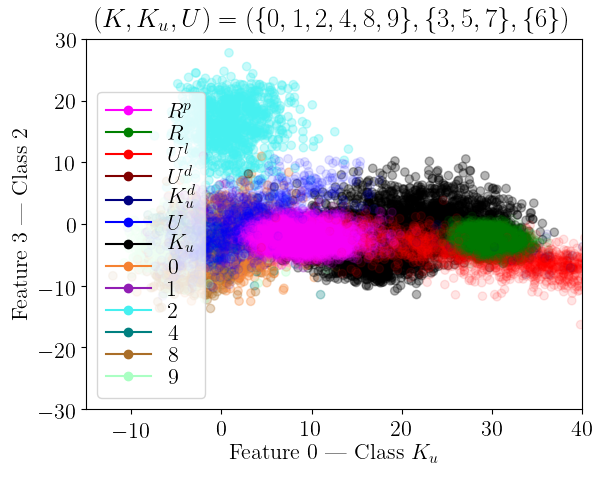 (K, K_u, U) = ({0, 1, 2, 4, 8, 9}, {3, 5, 7}, {6})
30
20
10
0
−10
−20
−30
Feature 3 — Class 2
R^p
R
U^l
U^d
K_u^d
U
K_u
0
1
2
4
8
9
−10 0 10 20 30 40
Feature 0 — Class K_u